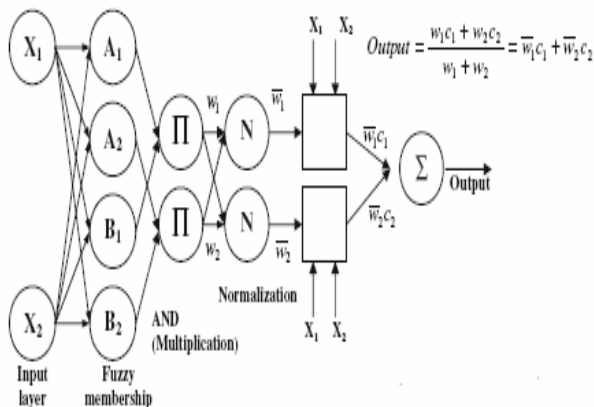 X₁ X₂
Output = w₁c₁ + w₂c₂ / w₁ + w₂ = w̅₁c₁ + w̅₂c₂
X₁
A₁
A₂
B₁
B₂
X₂
Π
Π
w₁
w₂
N
N
w̅₁
w̅₂
w̅₁c₁
w̅₂c₂
Σ
Output
Normalization
X₁ X₂
AND
(Multiplication)
Input
layer
Fuzzy
membership